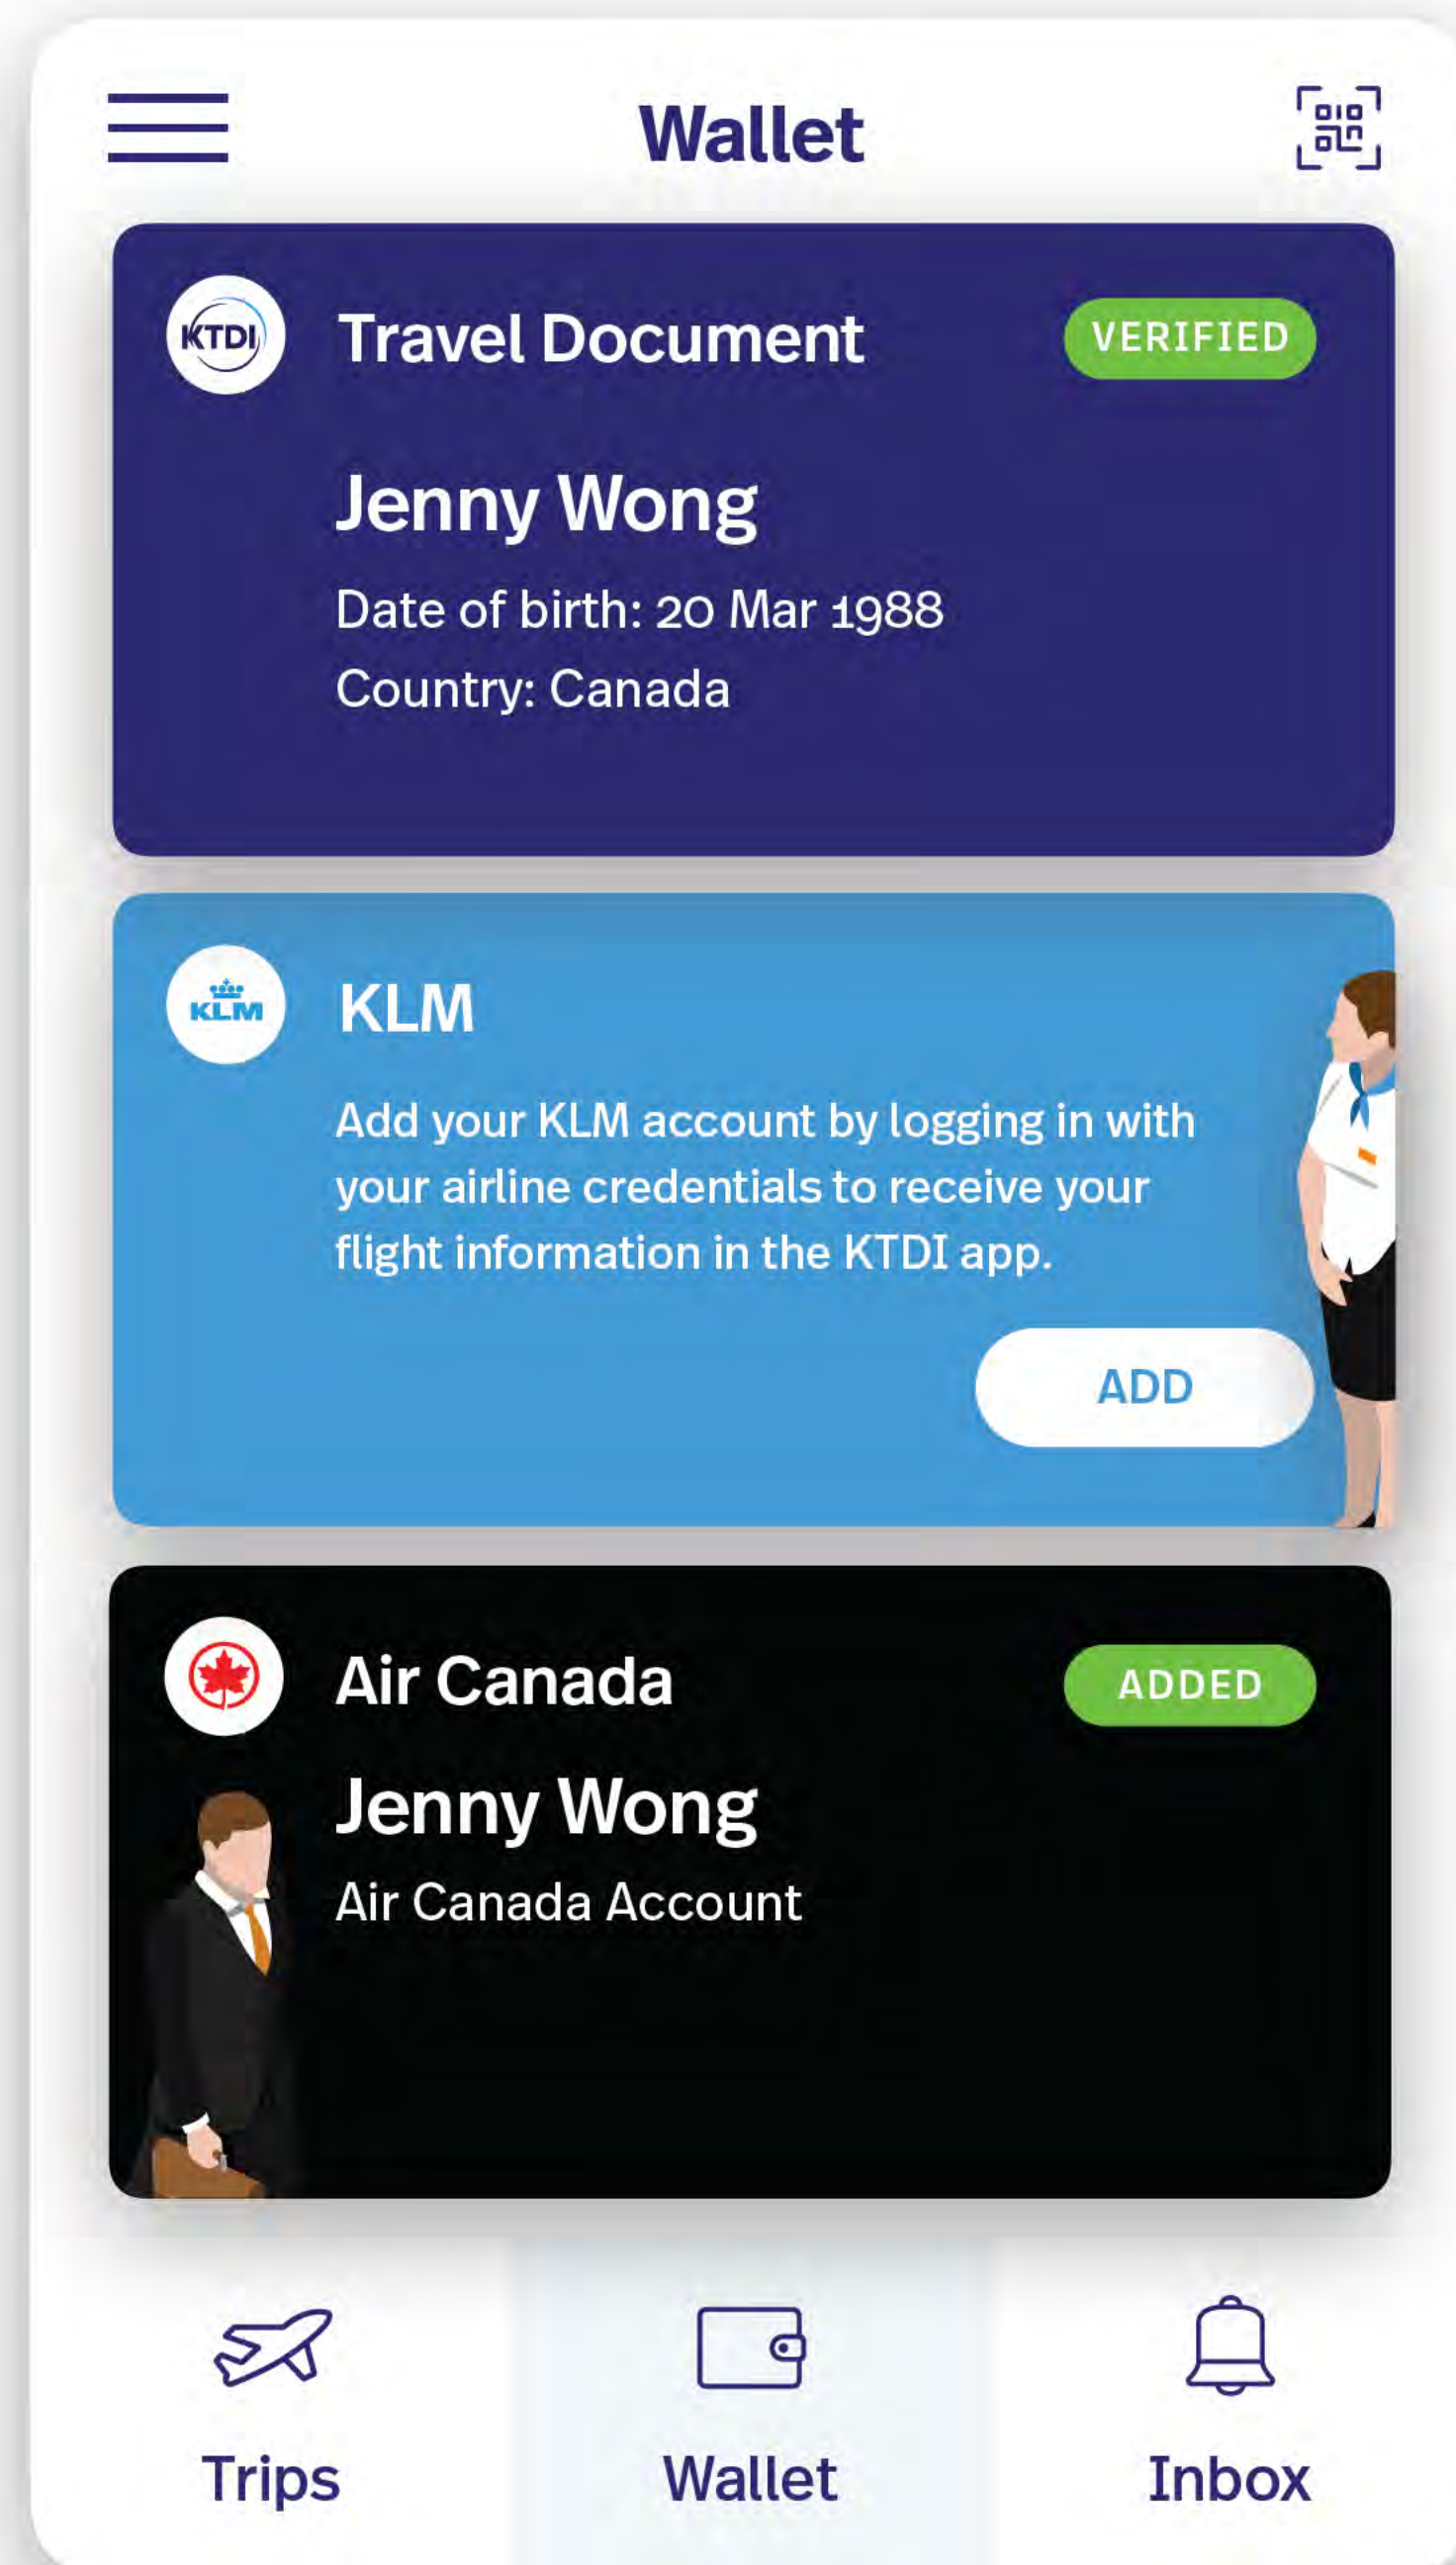 Wallet
KTDI
Travel Document
VERIFIED
Jenny Wong
Date of birth: 20 Mar 1988
Country: Canada
KLM
KLM
Add your KLM account by logging in with
your airline credentials to receive your
flight information in the KTDI app.
ADD
Air Canada
ADDED
Jenny Wong
Air Canada Account
Trips
Wallet
Inbox